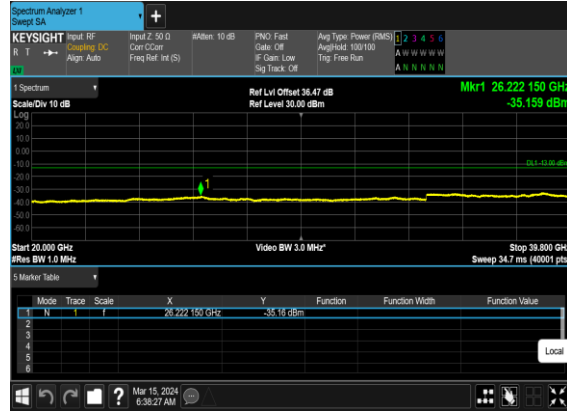 Spectrum Analyzer 1
Swept SA
+
KEYSIGHT
R T
LW
Input: RF
Coupling: DC
Align: Auto
Input Z: 50 Ω
Corr CCorr
Freq Ref: Int (S)
#Atten: 10 dB
PNO: Fast
Gate: Off
IF Gain: Low
Sig Track: Off
Avg Type: Power (RMS)
Avg|Hold: 100/100
Trig: Free Run
1 2 3 4 5 6
A W W W W W
A N N N N N
1 Spectrum
Scale/Div 10 dB
Ref Lvl Offset 36.47 dB
Ref Level 30.00 dBm
Mkr1 26.222 150 GHz
-35.159 dBm
Log
20.0
10.0
0.00
-10.0
DL1 -13.00 dBm
-20.0
1
-30.0
-40.0
-50.0
-60.0
Start 20.000 GHz
#Res BW 1.0 MHz
Video BW 3.0 MHz*
Stop 39.800 GHz
Sweep 34.7 ms (40001 pts)
5 Marker Table
Mode Trace Scale X Y Function Function Width Function Value
1 N 1 f 26.222 150 GHz -35.16 dBm
2
3
4
5
6
Local
?
Mar 15, 2024
6:38:27 AM